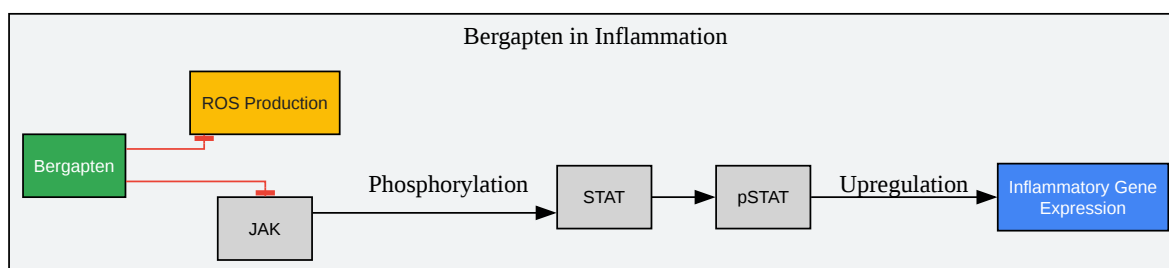 Bergapten in Inflammation
ROS Production
Bergapten
JAK
Phosphorylation
STAT
pSTAT
Upregulation
Inflammatory Gene
Expression